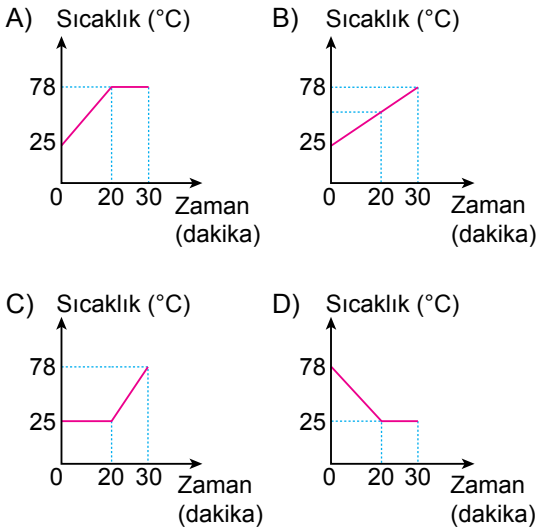 A) Sıcaklık (°C)
78
25
0 20 30 Zaman
(dakika)
B) Sıcaklık (°C)
78
25
0 20 30 Zaman
(dakika)
C) Sıcaklık (°C)
78
25
0 20 30 Zaman
(dakika)
D) Sıcaklık (°C)
78
25
0 20 30 Zaman
(dakika)